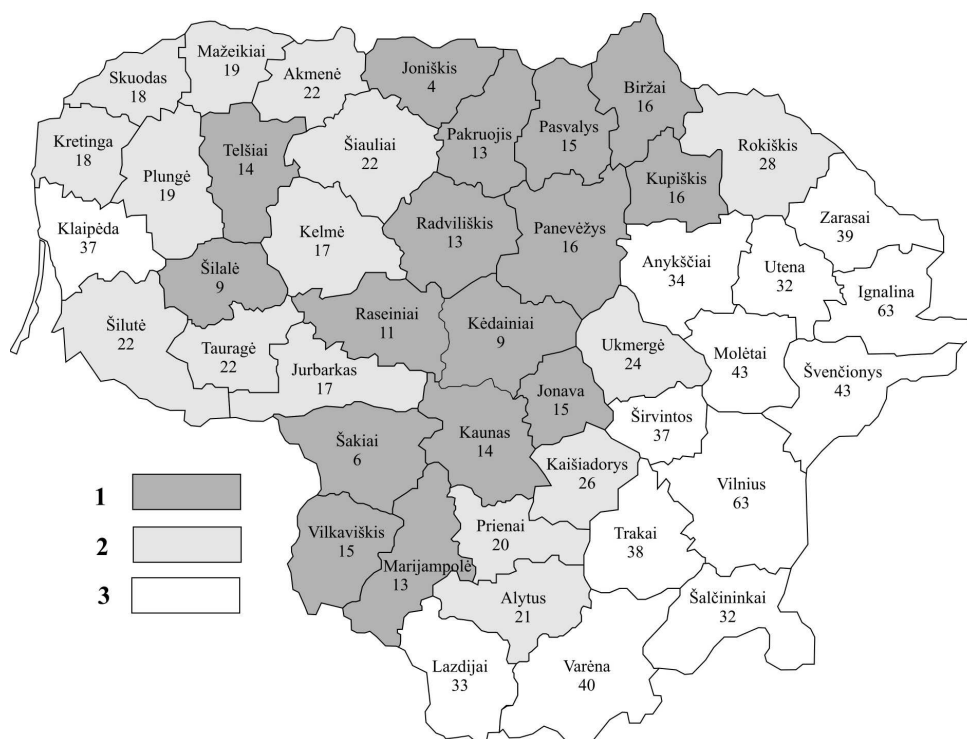 Mažeikiai
19
Skuodas
18
Akmenė
22
Joniškis
4
Biržai
16
Kretinga
18
Plungė
19
Telšiai
14
Šiauliai
22
Pakruojis
13
Pasvalys
15
Rokiškis
28
Kupiškis
16
Klaipėda
37
Kelmė
17
Radviliškis
13
Panevėžys
16
Zarasai
39
Anykščiai
34
Utena
32
Ignalina
63
Šilalė
9
Raseiniai
11
Kėdainiai
9
Šilutė
22
Tauragė
22
Jurbarkas
17
Ukmergė
24
Molėtai
43
Švenčionys
43
Jonava
15
Širvintos
37
Šakiai
6
Kaunas
14
Kaišiadorys
26
Vilnius
63
1
2
3
Vilkaviškis
15
Marijampolė
13
Prienai
20
Trakai
38
Alytus
21
Šalčininkai
32
Lazdijai
33
Varėna
40